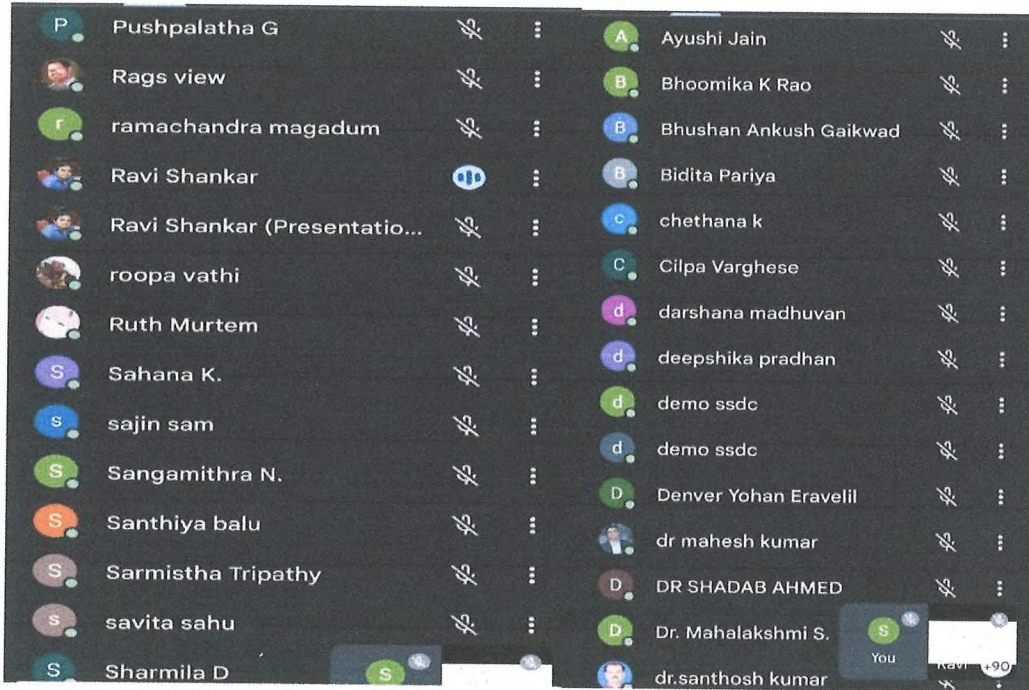 P Pushpalatha G
Rags view
r ramachandra magadum
Ravi Shankar
Ravi Shankar (Presentatio...
roopa vathi
Ruth Murtem
S Sahana K.
s sajin sam
S Sangamithra N.
S Santhiya balu
S Sarmistha Tripathy
s savita sahu
S Sharmila D
S
A Ayushi Jain
B Bhoomika K Rao
B Bhushan Ankush Gaikwad
B Bidita Pariya
c chethana k
C Cilpa Varghese
d darshana madhuvan
d deepshika pradhan
d demo ssdc
d demo ssdc
D Denver Yohan Eravelil
dr mahesh kumar
D DR SHADAB AHMED
D Dr. Mahalakshmi S.
dr.santhosh kumar
S
You
Ravi +90